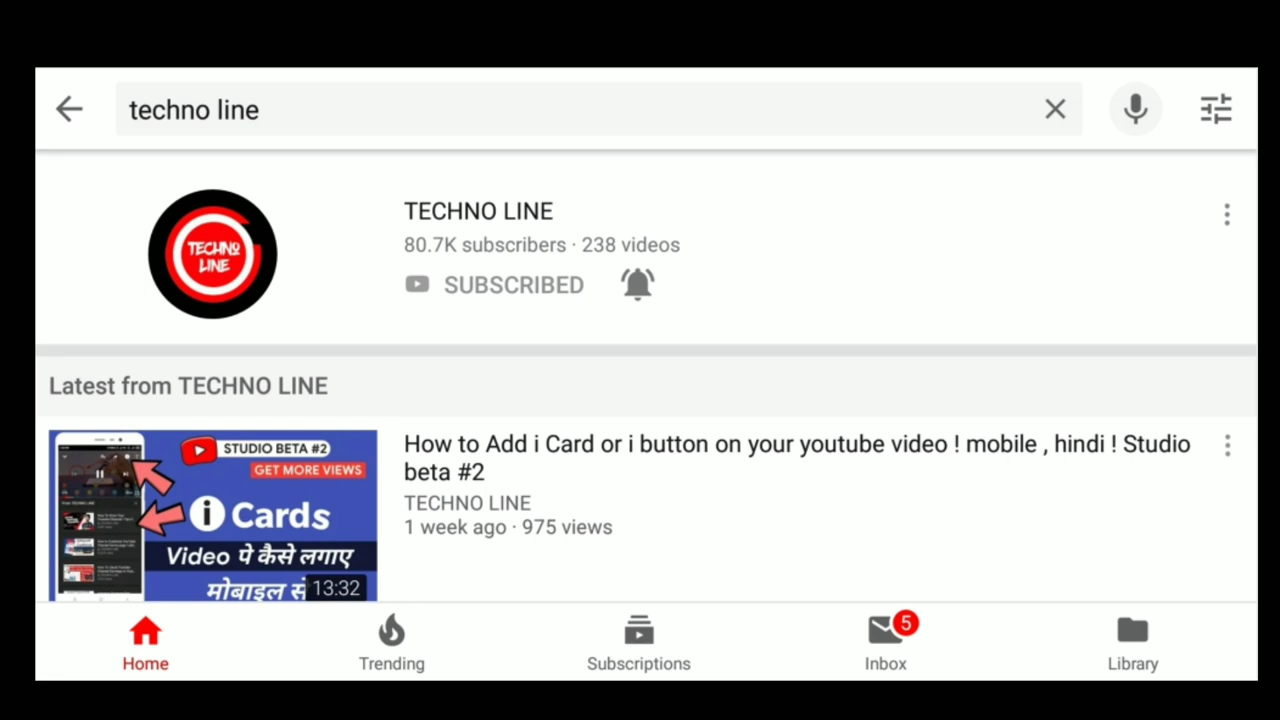 techno line
TECHNO
LINE
TECHNO LINE
80.7K subscribers · 238 videos
SUBSCRIBED
Latest from TECHNO LINE
STUDIO BETA #2
GET MORE VIEWS
i Cards
Video पे कैसे लगाए
मोबाइल से
13:32
How to Add i Card or i button on your youtube video ! mobile , hindi ! Studio
beta #2
TECHNO LINE
1 week ago · 975 views
5
Home
Trending
Subscriptions
Inbox
Library